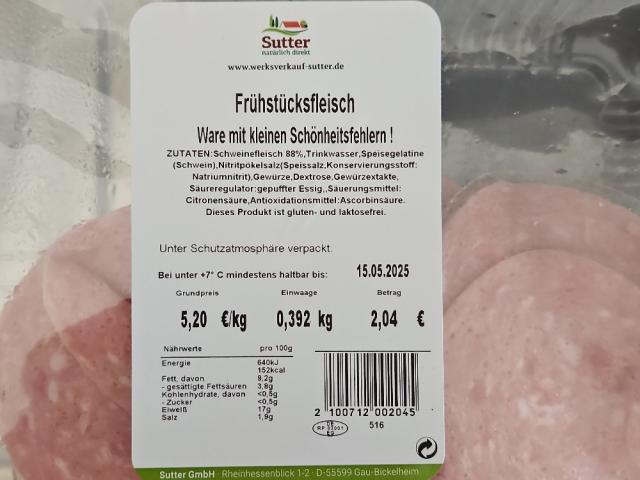 Sutter
natürlich direkt
www.werksverkauf-sutter.de
Frühstücksfleisch
Ware mit kleinen Schönheitsfehlern !
ZUTATEN:Schweinefleisch 88%,Trinkwasser,Speisegelatine
(Schwein),Nitritpökelsalz(Speissalz,Konservierungsstoff:
Natriumnitrit),Gewürze,Dextrose,Gewürzextakte,
Säureregulator:gepuffter Essig,,Säuerungsmittel:
Citronensäure,Antioxidationsmittel:Ascorbinsäure.
Dieses Produkt ist gluten- und laktosefrei.
Unter Schutzatmosphäre verpackt.
Bei unter +7° C mindestens haltbar bis: 15.05.2025
Grundpreis Einwaage Betrag
5,20 €/kg 0,392 kg 2,04 €
Nährwerte pro 100g
Energie 640kJ
152kcal
Fett, davon 9,2g
- gesättigte Fettsäuren 3,8g
Kohlenhydrate, davon <0,5g
- Zucker <0,5g
Eiweiß 17g
Salz 1,9g
2 100712 002045
516
DE
EG
Sutter GmbH · Rheinhessenblick 1-2 · D-55599 Gau-Bickelheim